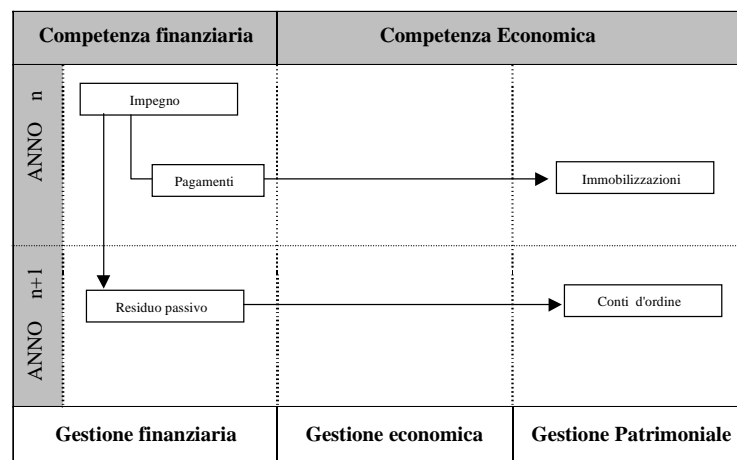 Competenza finanziaria
Competenza Economica
ANNO n
Impegno
Pagamenti
Immobilizzazioni
ANNO n+1
Residuo passivo
Conti d'ordine
Gestione finanziaria
Gestione economica
Gestione Patrimoniale